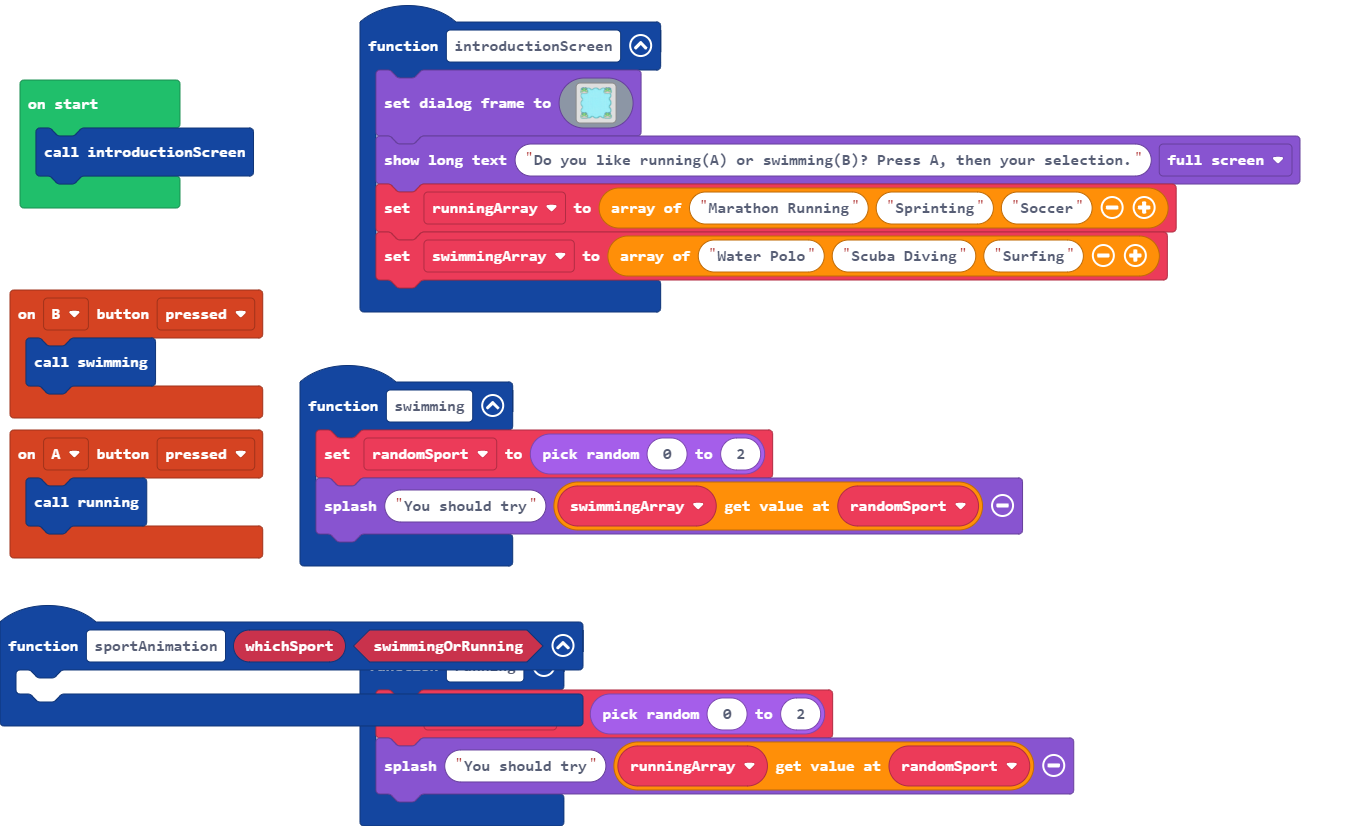 function introductionScreen
on start
set dialog frame to
call introductionScreen
show long text "Do you like running(A) or swimming(B)? Press A, then your selection." full screen
set runningArray to array of "Marathon Running" "Sprinting" "Soccer"
set swimmingArray to array of "Water Polo" "Scuba Diving" "Surfing"
on B button pressed
call swimming
function swimming
on A button pressed
set randomSport to pick random 0 to 2
call running
splash "You should try" swimmingArray get value at randomSport
function sportAnimation whichSport swimmingOrRunning
pick random 0 to 2
splash "You should try" runningArray get value at randomSport